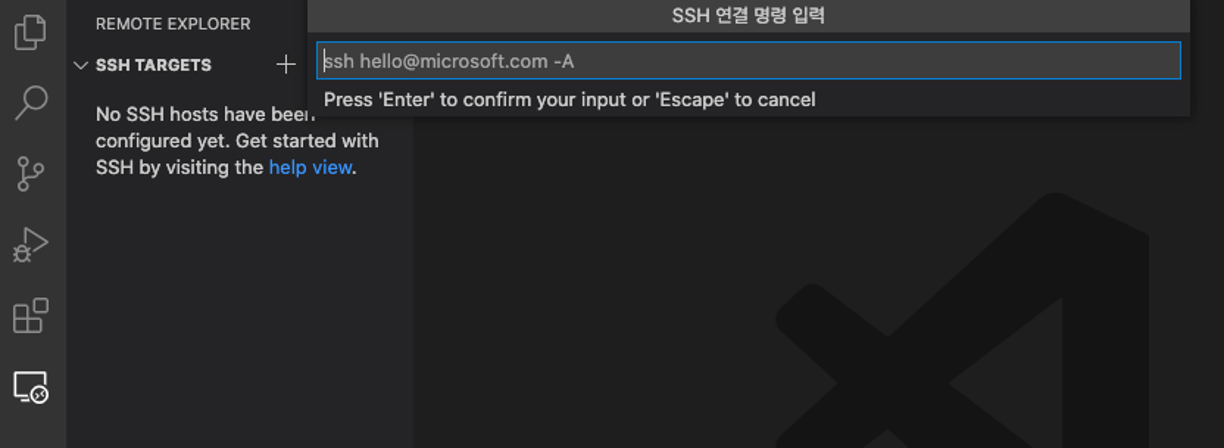 REMOTE EXPLORER
SSH TARGETS
No SSH hosts have been
configured yet. Get started with
SSH by visiting the help view.
SSH 연결 명령 입력
ssh hello@microsoft.com -A
Press 'Enter' to confirm your input or 'Escape' to cancel